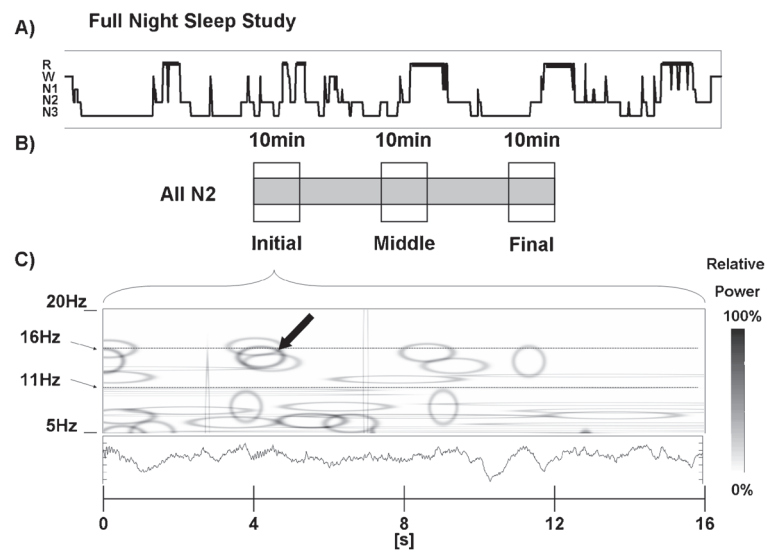 A)
Full Night Sleep Study
R
W
N1
N2
N3
B)
10min 10min 10min
All N2
Initial Middle Final
C)
Relative
Power
20Hz
100%
16Hz
11Hz
5Hz
0%
0 4 8 12 16
[s]